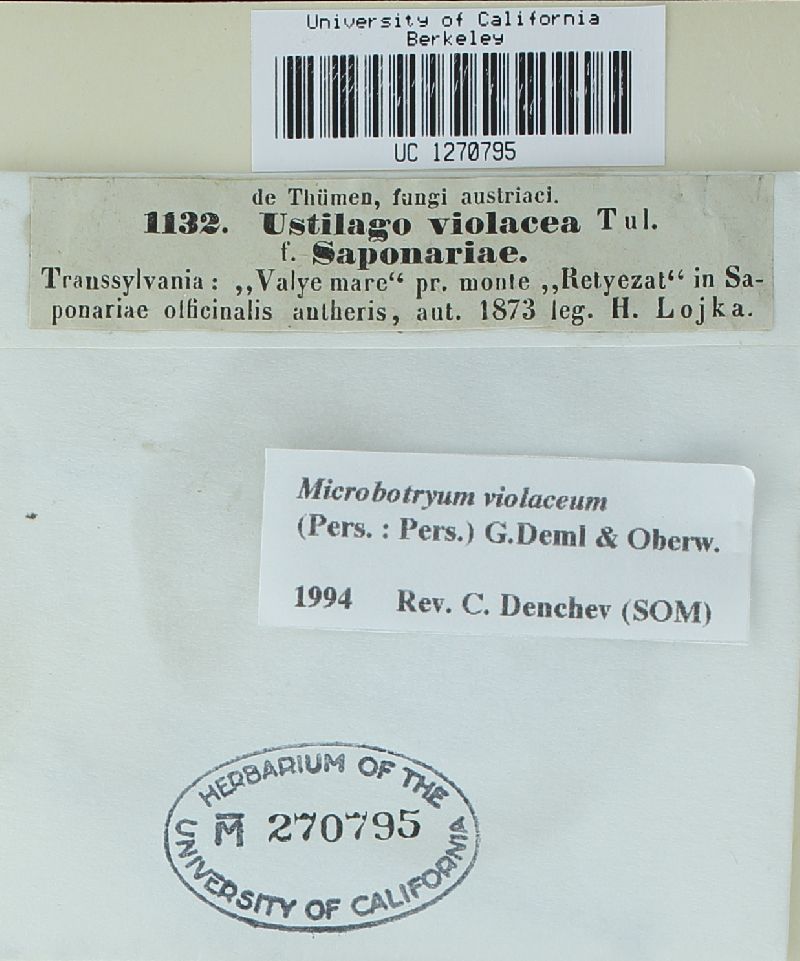 University of California
Berkeley
UC 1270795
de Thümen, fungi austriaci.
1132. Ustilago violacea Tul.
f. Saponariae.
Transsylvania: ,,Valye mare“ pr. monte ,,Retyezat“ in Sa-
ponariae officinalis antheris, aut. 1873 leg. H. Lojka.
Microbotryum violaceum
(Pers. : Pers.) G.Deml & Oberw.
1994 Rev. C. Denchev (SOM)
HERBARIUM OF THE
M̅ 270795
UNIVERSITY OF CALIFORNIA